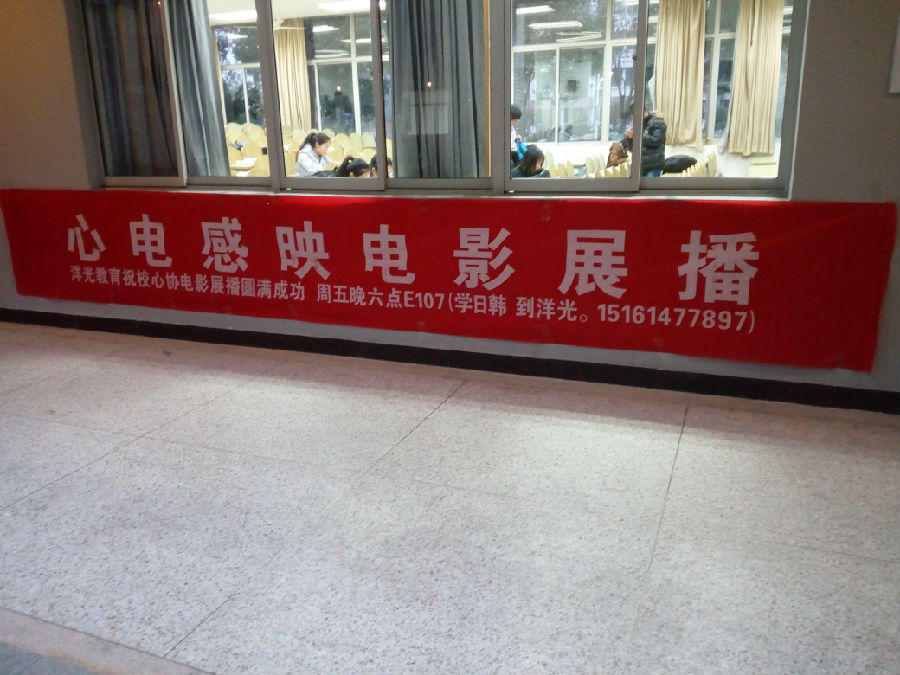 心电感映电影展播
洋光教育祝校心协电影展播圆满成功 周五晚六点E107(学日韩 到洋光。15161477897)